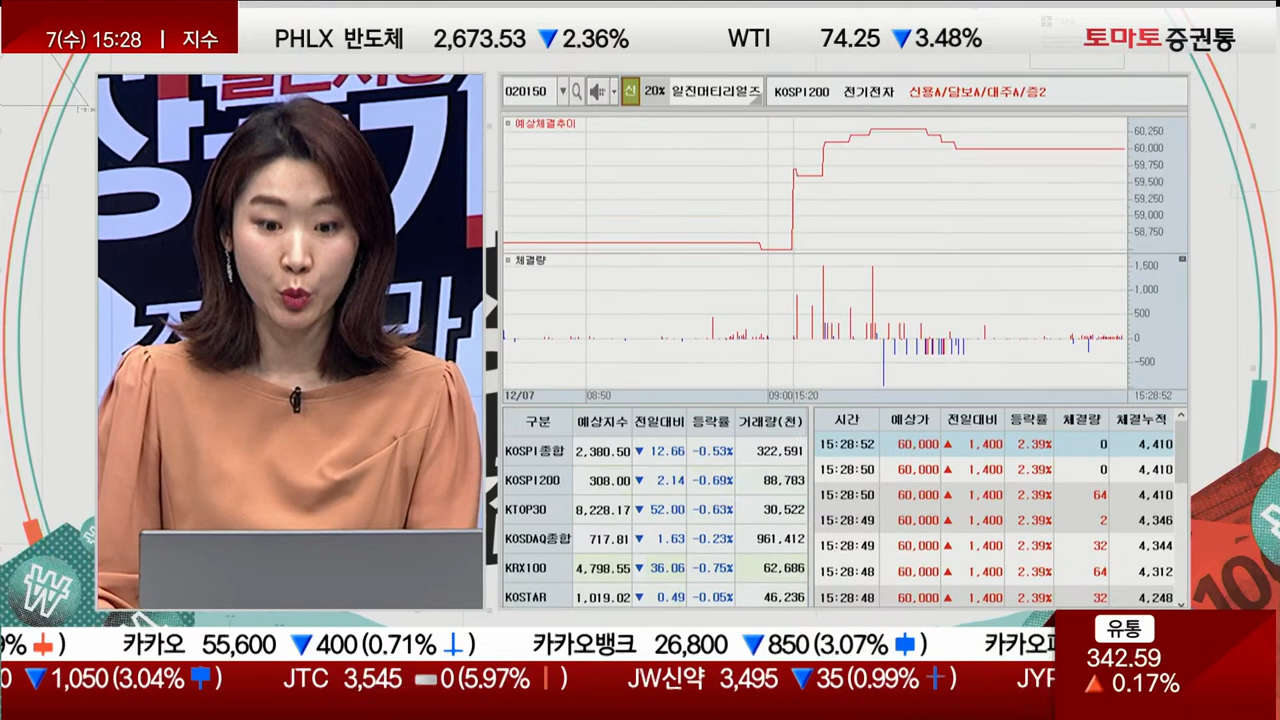 7(수) 15:28 | 지수
PHLX 반도체 2,673.53 ▼2.36%
WTI 74.25 ▼3.48%
토마토증권통
020150 신 20% 일진머티리얼즈 KOSPI200 전기전자 신용A/담보A/대주A/증2
예상체결추이
60,250
60,000
59,750
59,500
59,250
59,000
58,750
체결량
1,500
1,000
500
0
-500
12/07 08:50 09:00 15:20 15:28:52
구분 예상지수 전일대비 등락률 거래량(천)
KOSPI종합 2,380.50 ▼ 12.66 -0.53% 322,591
KOSPI200 308.00 ▼ 2.14 -0.69% 88,783
KTOP30 8,228.17 ▼ 52.00 -0.63% 30,522
KOSDAQ종합 717.81 ▼ 1.63 -0.23% 961,412
KRX100 4,798.55 ▼ 36.06 -0.75% 62,686
KOSTAR 1,019.02 ▼ 0.49 -0.05% 46,236
시간 예상가 전일대비 등락률 체결량 체결누적
15:28:52 60,000 ▲ 1,400 2.39% 0 4,410
15:28:50 60,000 ▲ 1,400 2.39% 0 4,410
15:28:50 60,000 ▲ 1,400 2.39% 64 4,410
15:28:49 60,000 ▲ 1,400 2.39% 2 4,346
15:28:49 60,000 ▲ 1,400 2.39% 32 4,344
15:28:48 60,000 ▲ 1,400 2.39% 64 4,312
15:28:48 60,000 ▲ 1,400 2.39% 32 4,248
W
100
9% ) 카카오 55,600 ▼400 (0.71% ) 카카오뱅크 26,800 ▼850 (3.07% )
0 ▼1,050 (3.04% ) JTC 3,545 0 (5.97% ) JW신약 3,495 ▼35 (0.99% ) JYP
유통
342.59
▲ 0.17%